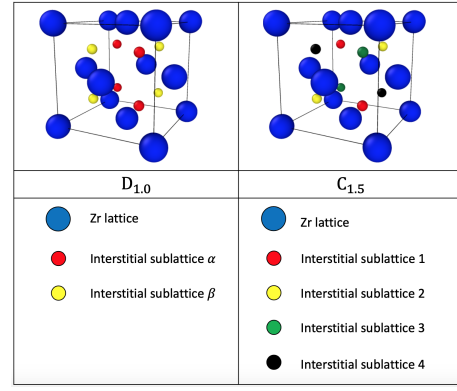 D₁.₀
C₁.₅
Zr lattice
Interstitial sublattice α
Interstitial sublattice β
Zr lattice
Interstitial sublattice 1
Interstitial sublattice 2
Interstitial sublattice 3
Interstitial sublattice 4